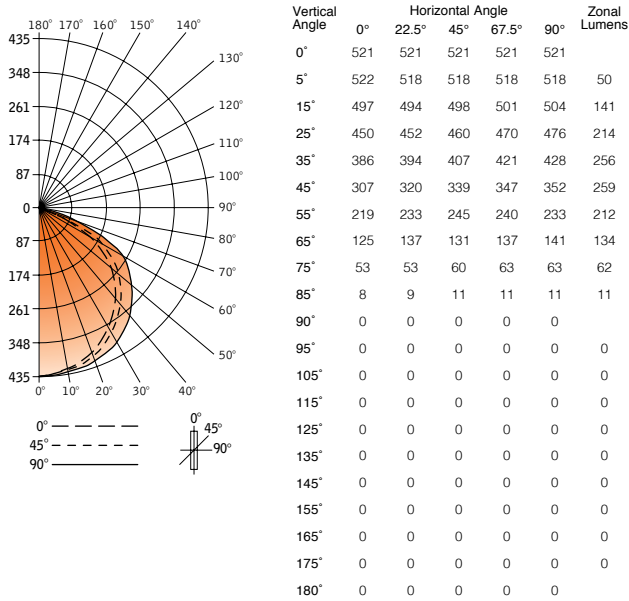 180° 170° 160° 150° 140°
435
130°
348
120°
261
110°
174
100°
87
0 90°
80°
87
70°
174
60°
261
50°
348
435
0° 10° 20° 30° 40°
0°
45°
90°
0°
45°
90°
Vertical Angle Horizontal Angle Zonal Lumens
0° 22.5° 45° 67.5° 90°
0° 521 521 521 521 521
5° 522 518 518 518 518 50
15° 497 494 498 501 504 141
25° 450 452 460 470 476 214
35° 386 394 407 421 428 256
45° 307 320 339 347 352 259
55° 219 233 245 240 233 212
65° 125 137 131 137 141 134
75° 53 53 60 63 63 62
85° 8 9 11 11 11 11
90° 0 0 0 0 0
95° 0 0 0 0 0 0
105° 0 0 0 0 0 0
115° 0 0 0 0 0 0
125° 0 0 0 0 0 0
135° 0 0 0 0 0 0
145° 0 0 0 0 0 0
155° 0 0 0 0 0 0
165° 0 0 0 0 0 0
175° 0 0 0 0 0 0
180° 0 0 0 0 0